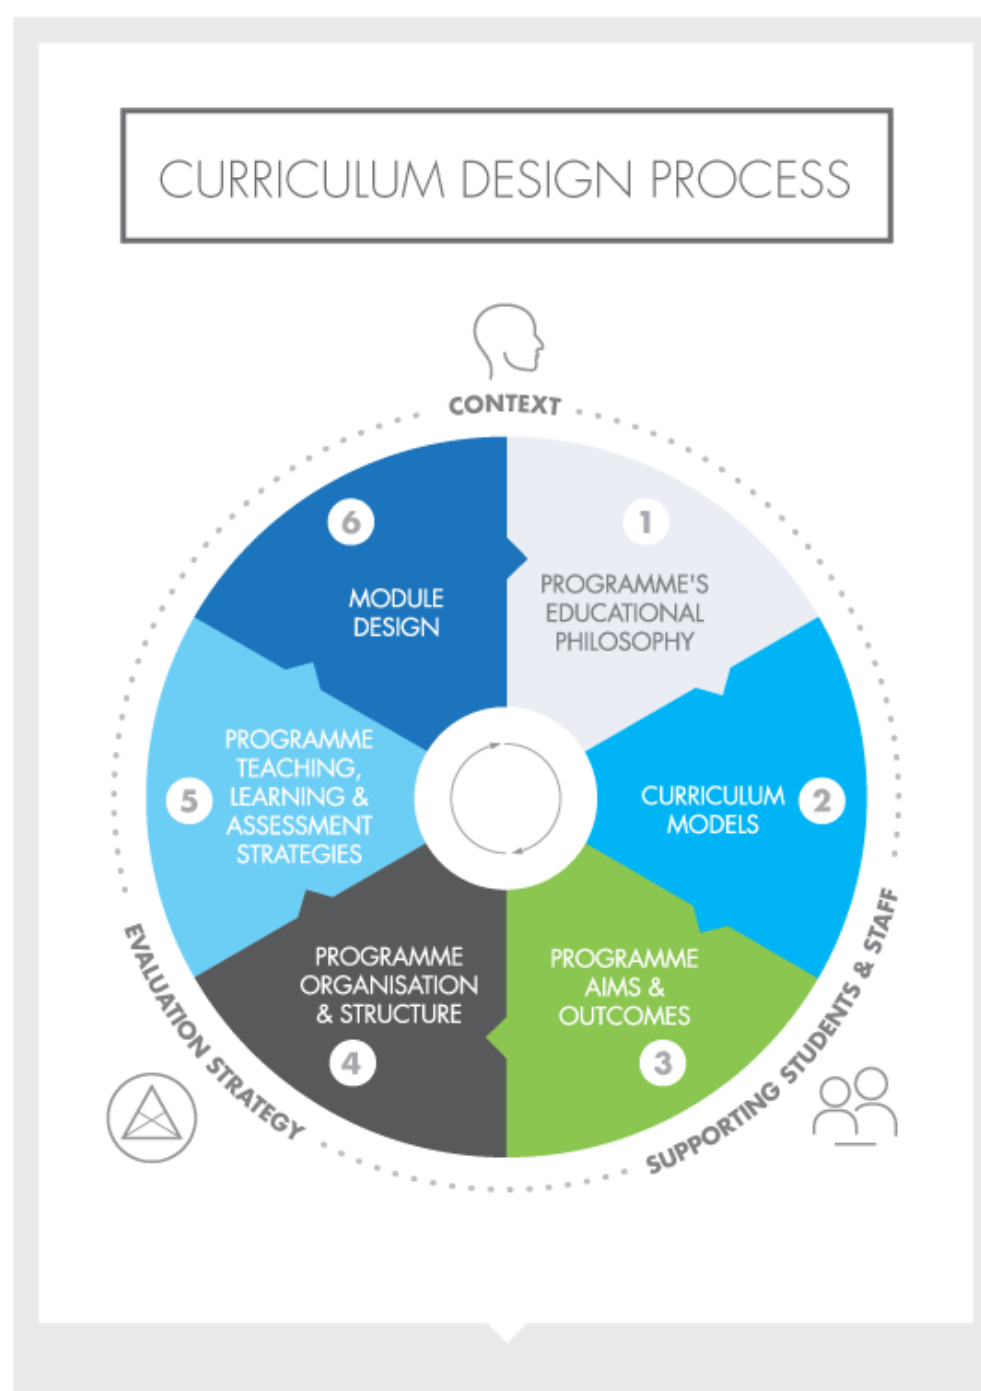 CURRICULUM DESIGN PROCESS
CONTEXT
1
PROGRAMME'S
EDUCATIONAL
PHILOSOPHY
2
CURRICULUM
MODELS
3
PROGRAMME
AIMS &
OUTCOMES
4
PROGRAMME
ORGANISATION
& STRUCTURE
5
PROGRAMME
TEACHING,
LEARNING &
ASSESSMENT
STRATEGIES
6
MODULE
DESIGN
SUPPORTING STUDENTS & STAFF
EVALUATION STRATEGY